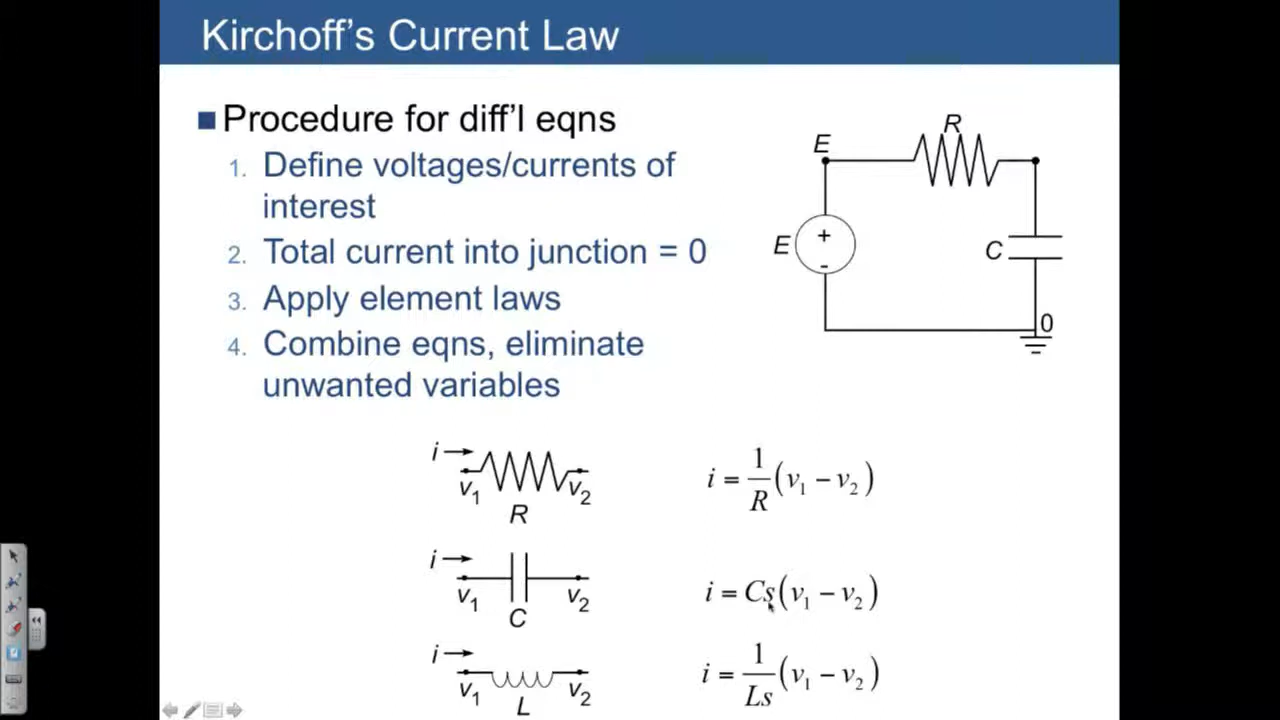 Kirchoff's Current Law
Procedure for diff'l eqns
1. Define voltages/currents of
interest
2. Total current into junction = 0
3. Apply element laws
4. Combine eqns, eliminate
unwanted variables
E
R
E
+
-
C
0
i
v₁
v₂
R
i = 1/R (v₁ − v₂)
i
v₁
v₂
C
i = Cs(v₁ − v₂)
i
v₁
v₂
L
i = 1/Ls (v₁ − v₂)